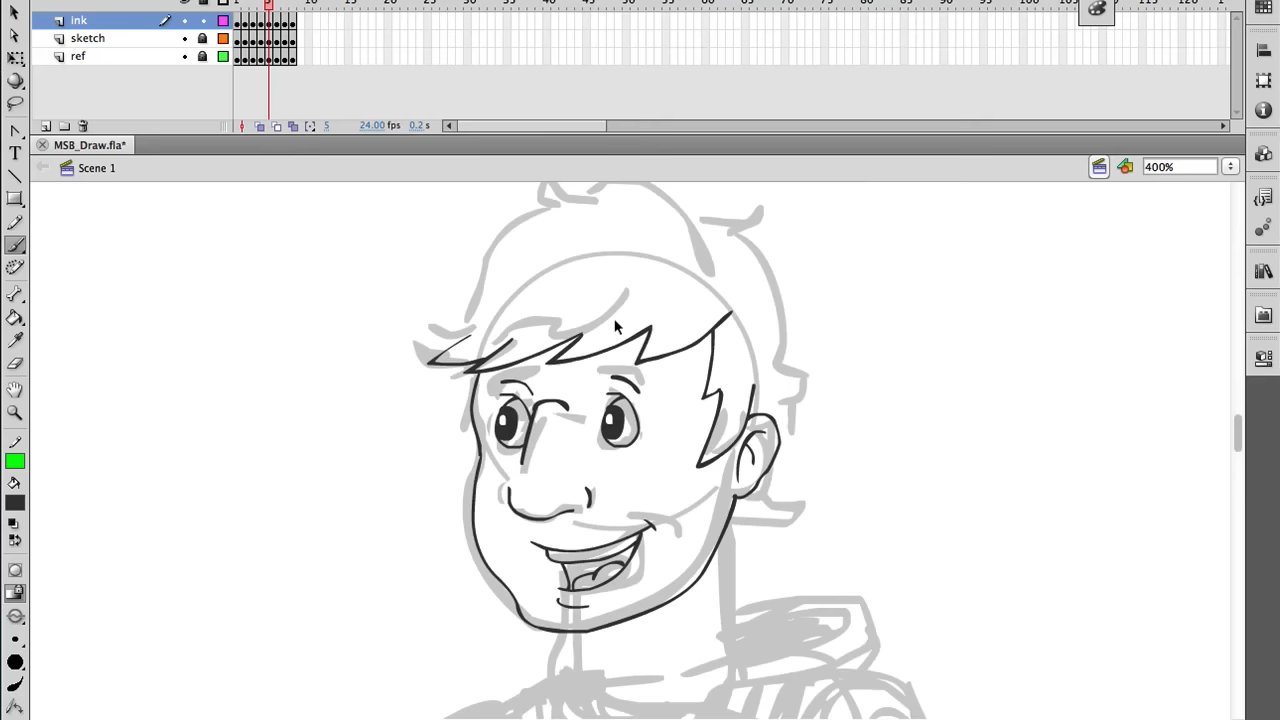 ink
sketch
ref
5 24.00 fps 0.2 s
MSB_Draw.fla*
Scene 1 400%
T